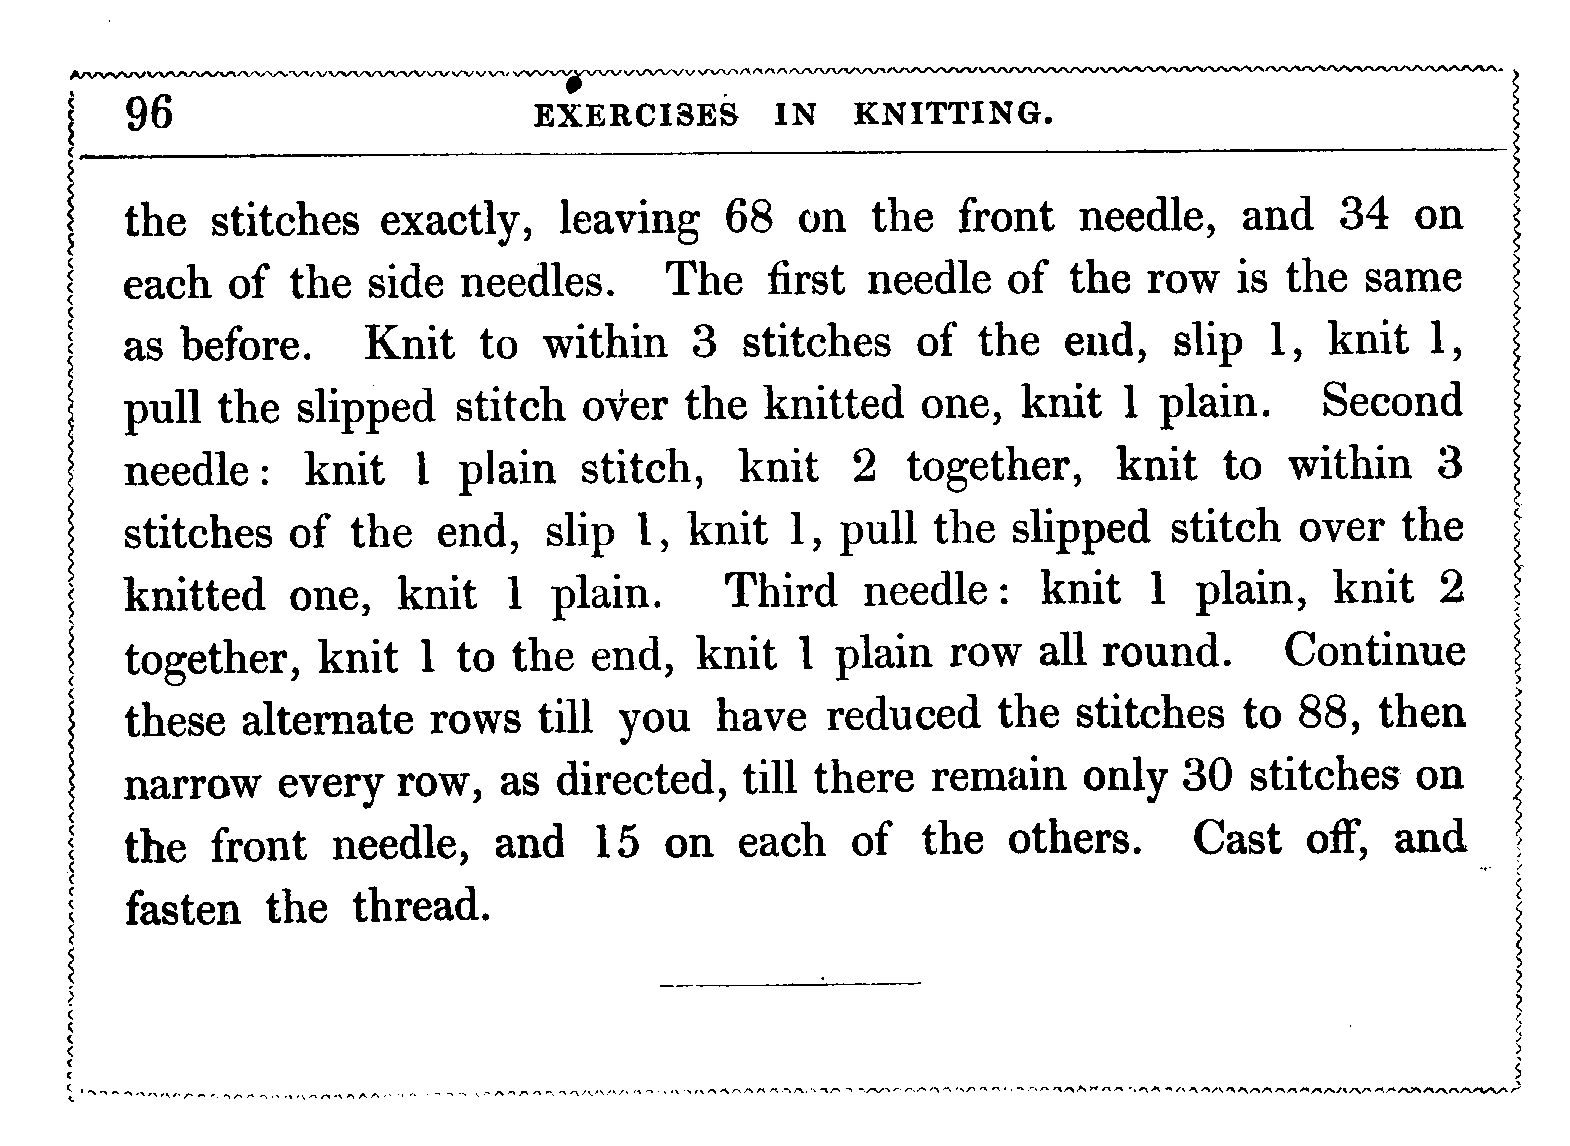 96 EXERCISES IN KNITTING.
the stitches exactly, leaving 68 on the front needle, and 34 on
each of the side needles. The first needle of the row is the same
as before. Knit to within 3 stitches of the end, slip 1, knit 1,
pull the slipped stitch over the knitted one, knit 1 plain. Second
needle: knit 1 plain stitch, knit 2 together, knit to within 3
stitches of the end, slip 1, knit 1, pull the slipped stitch over the
knitted one, knit 1 plain. Third needle: knit 1 plain, knit 2
together, knit 1 to the end, knit 1 plain row all round. Continue
these alternate rows till you have reduced the stitches to 88, then
narrow every row, as directed, till there remain only 30 stitches on
the front needle, and 15 on each of the others. Cast off, and
fasten the thread.